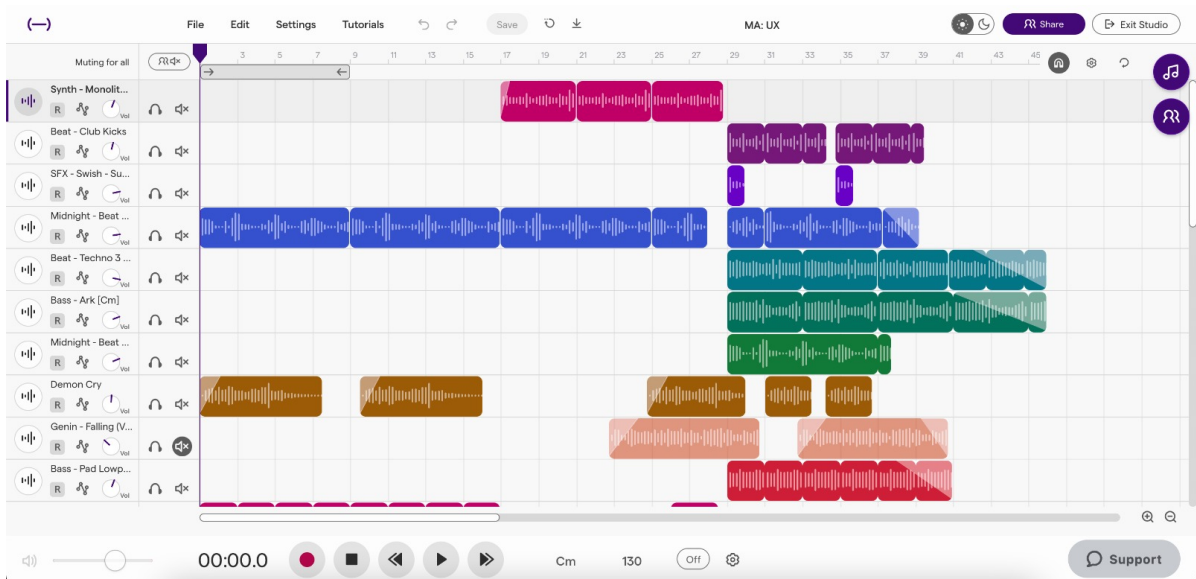 File Edit Settings Tutorials Save MA: UX Share Exit Studio
Muting for all
3 5 7 9 11 13 15 17 19 21 23 25 27 29 31 33 35 37 39 41 43 45
Synth - Monolit...
R Vol
Beat - Club Kicks
R Vol
SFX - Swish - Su...
R Vol
Midnight - Beat ...
R Vol
Beat - Techno 3 ...
R Vol
Bass - Ark [Cm]
R Vol
Midnight - Beat ...
R Vol
Demon Cry
R Vol
Genin - Falling (V...
R Vol
Bass - Pad Lowp...
R Vol
00:00.0 Cm 130 Off Support